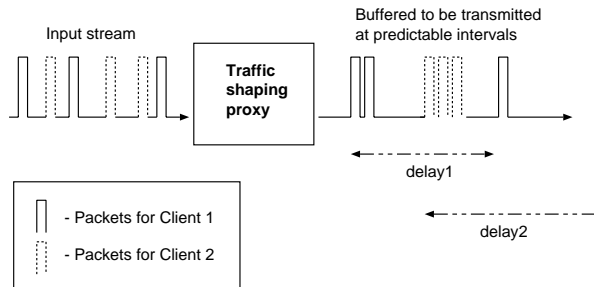 Input stream
Buffered to be transmitted
at predictable intervals
Traffic
shaping
proxy
delay1
delay2
- Packets for Client 1
- Packets for Client 2